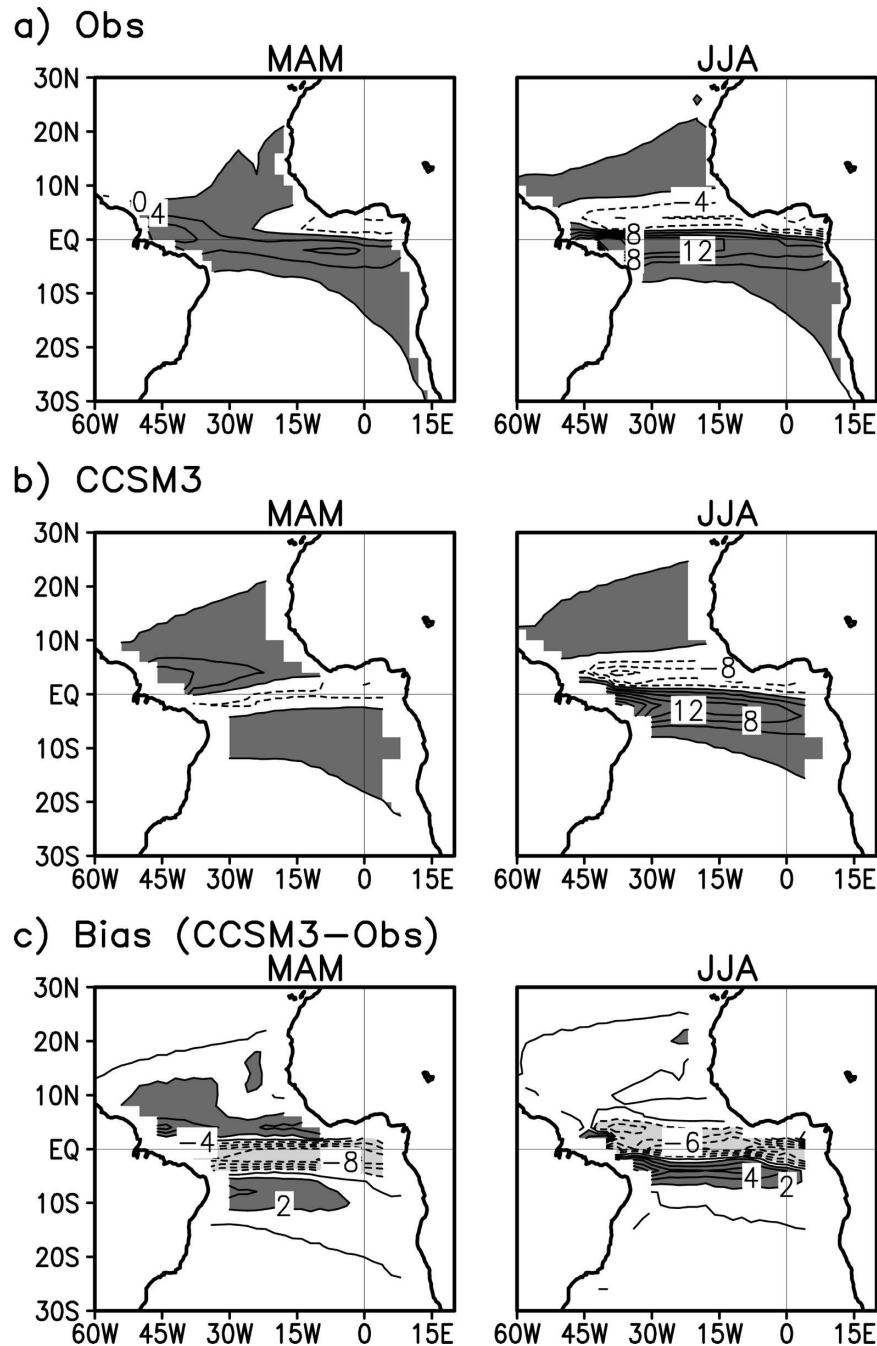 a) Obs
MAM
JJA
30N
20N
10N
EQ
10S
20S
30S
0
4
-4
8
8
12
60W 45W 30W 15W 0 15E
60W 45W 30W 15W 0 15E
b) CCSM3
MAM
JJA
30N
20N
10N
EQ
10S
20S
30S
-8
12
8
60W 45W 30W 15W 0 15E
60W 45W 30W 15W 0 15E
c) Bias (CCSM3-Obs)
MAM
JJA
30N
20N
10N
EQ
10S
20S
30S
-4
-8
2
-6
4
2
60W 45W 30W 15W 0 15E
60W 45W 30W 15W 0 15E